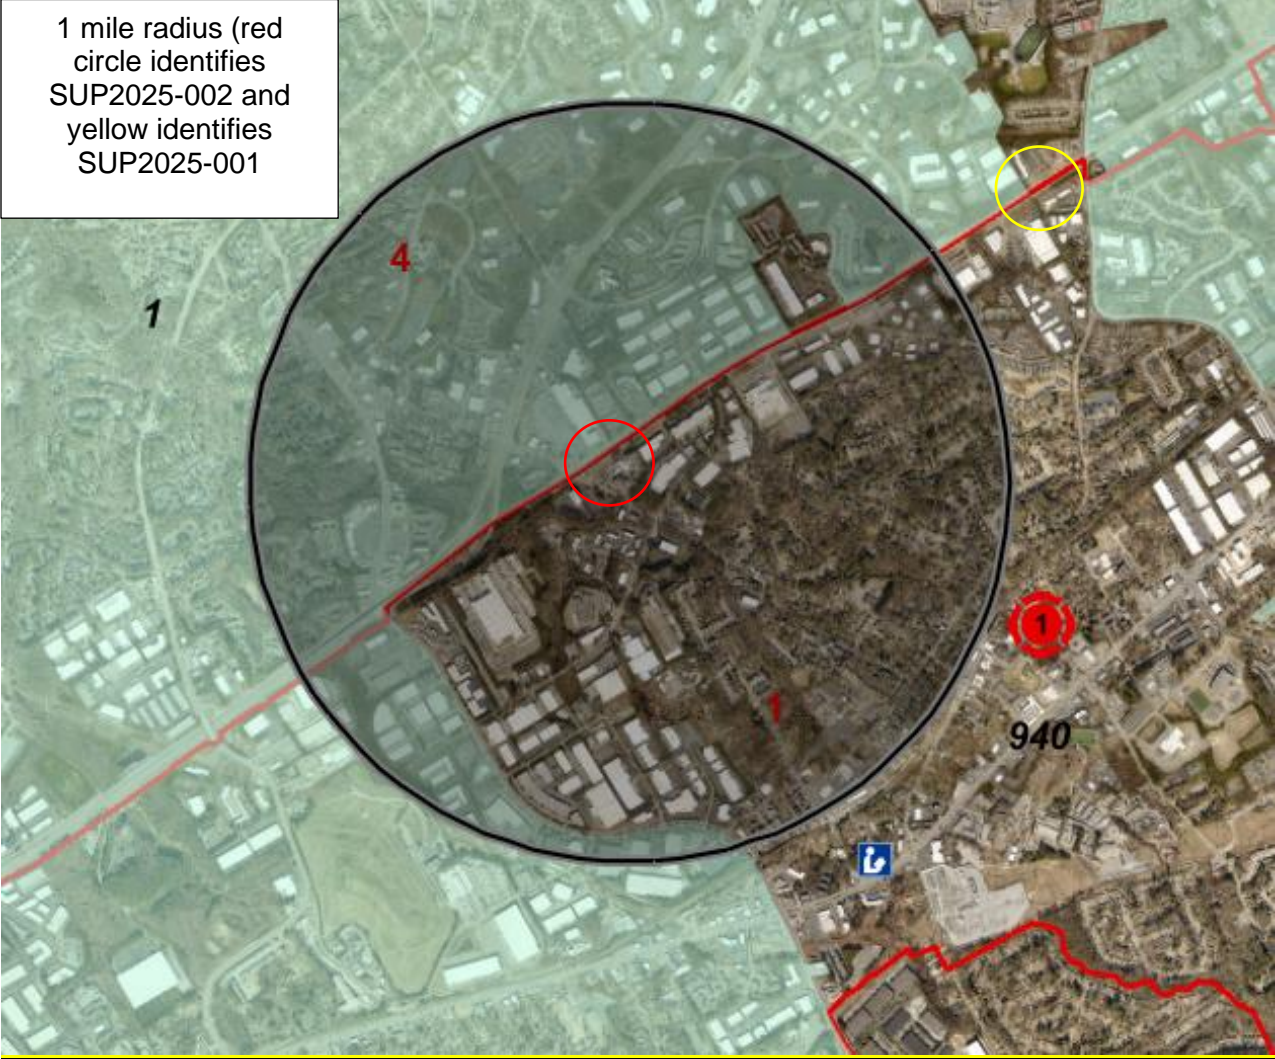 1 mile radius (red
circle identifies
SUP2025-002 and
yellow identifies
SUP2025-001
4
1
1
1
940